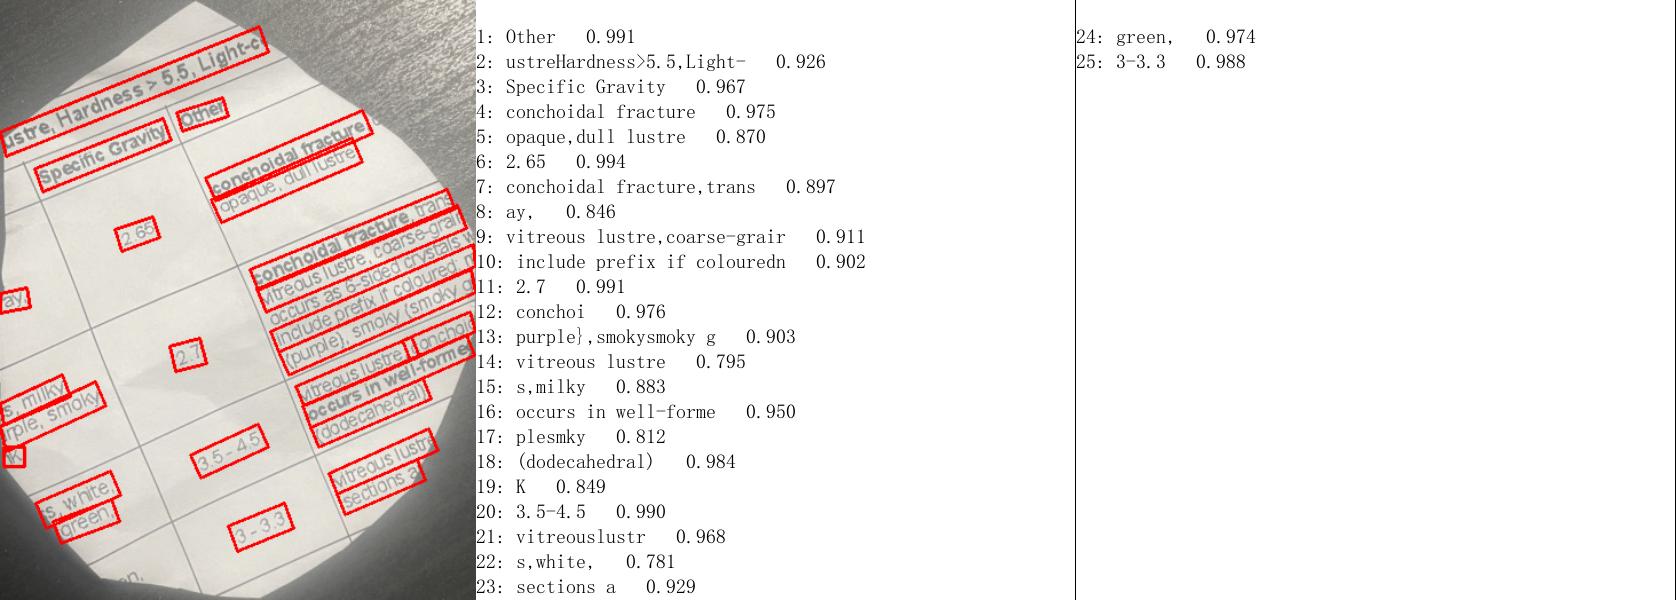 ustre, Hardness > 5.5, Light-c
Specific Gravity Other
conchoidal fracture
opaque, dull lustre
2.65
conchoidal fracture, trans
vitreous lustre, coarse-grain
occurs as 6-sided crystals w
include prefix if coloured: m
(purple), smoky (smoky g
ay,
2.7
vitreous lustre, conchoid
occurs in well-formed
(dodecahedral)
s, milky
rple, smoky
K
3.5 - 4.5
vitreous lustre
sections a
s, white,
green,
3 - 3.3
en,
1: Other 0.991
2: ustreHardness>5.5,Light- 0.926
3: Specific Gravity 0.967
4: conchoidal fracture 0.975
5: opaque,dull lustre 0.870
6: 2.65 0.994
7: conchoidal fracture,trans 0.897
8: ay, 0.846
9: vitreous lustre,coarse-grair 0.911
10: include prefix if colouredn 0.902
11: 2.7 0.991
12: conchoi 0.976
13: purple},smokysmoky g 0.903
14: vitreous lustre 0.795
15: s,milky 0.883
16: occurs in well-forme 0.950
17: plesmky 0.812
18: (dodecahedral) 0.984
19: K 0.849
20: 3.5-4.5 0.990
21: vitreouslustr 0.968
22: s,white, 0.781
23: sections a 0.929
24: green, 0.974
25: 3-3.3 0.988